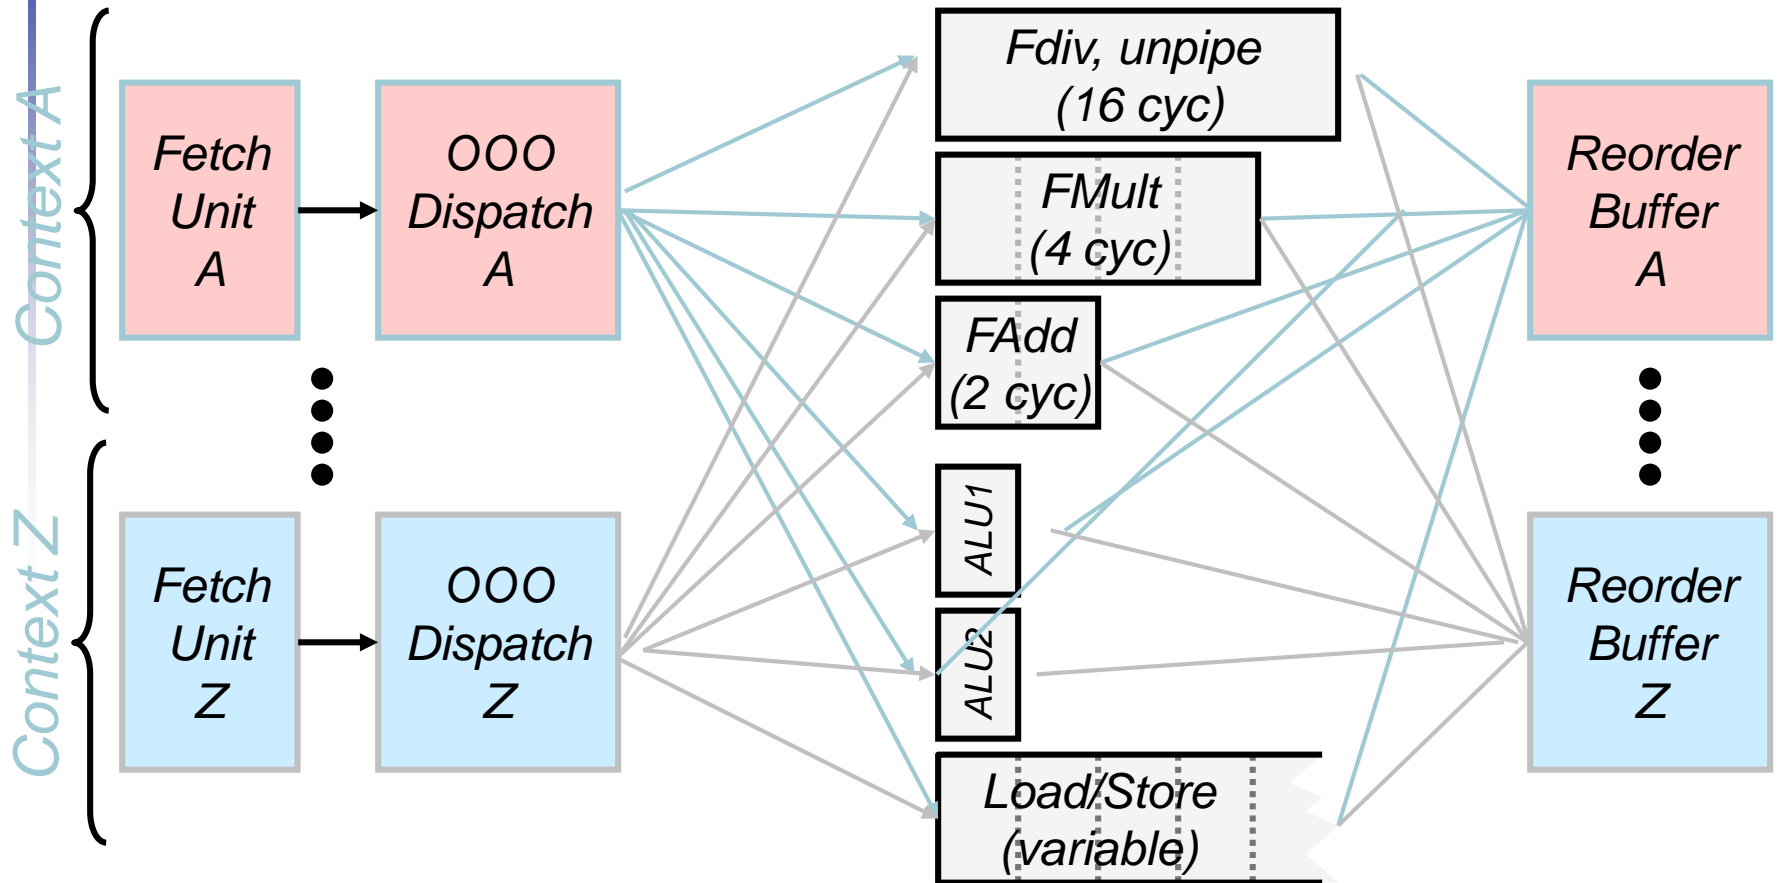 Context A
Fetch
Unit
A
OOO
Dispatch
A
Fdiv, unpipe
(16 cyc)
FMult
(4 cyc)
FAdd
(2 cyc)
Reorder
Buffer
A
Context Z
Fetch
Unit
Z
OOO
Dispatch
Z
ALU1
ALU2
Load/Store
(variable)
Reorder
Buffer
Z